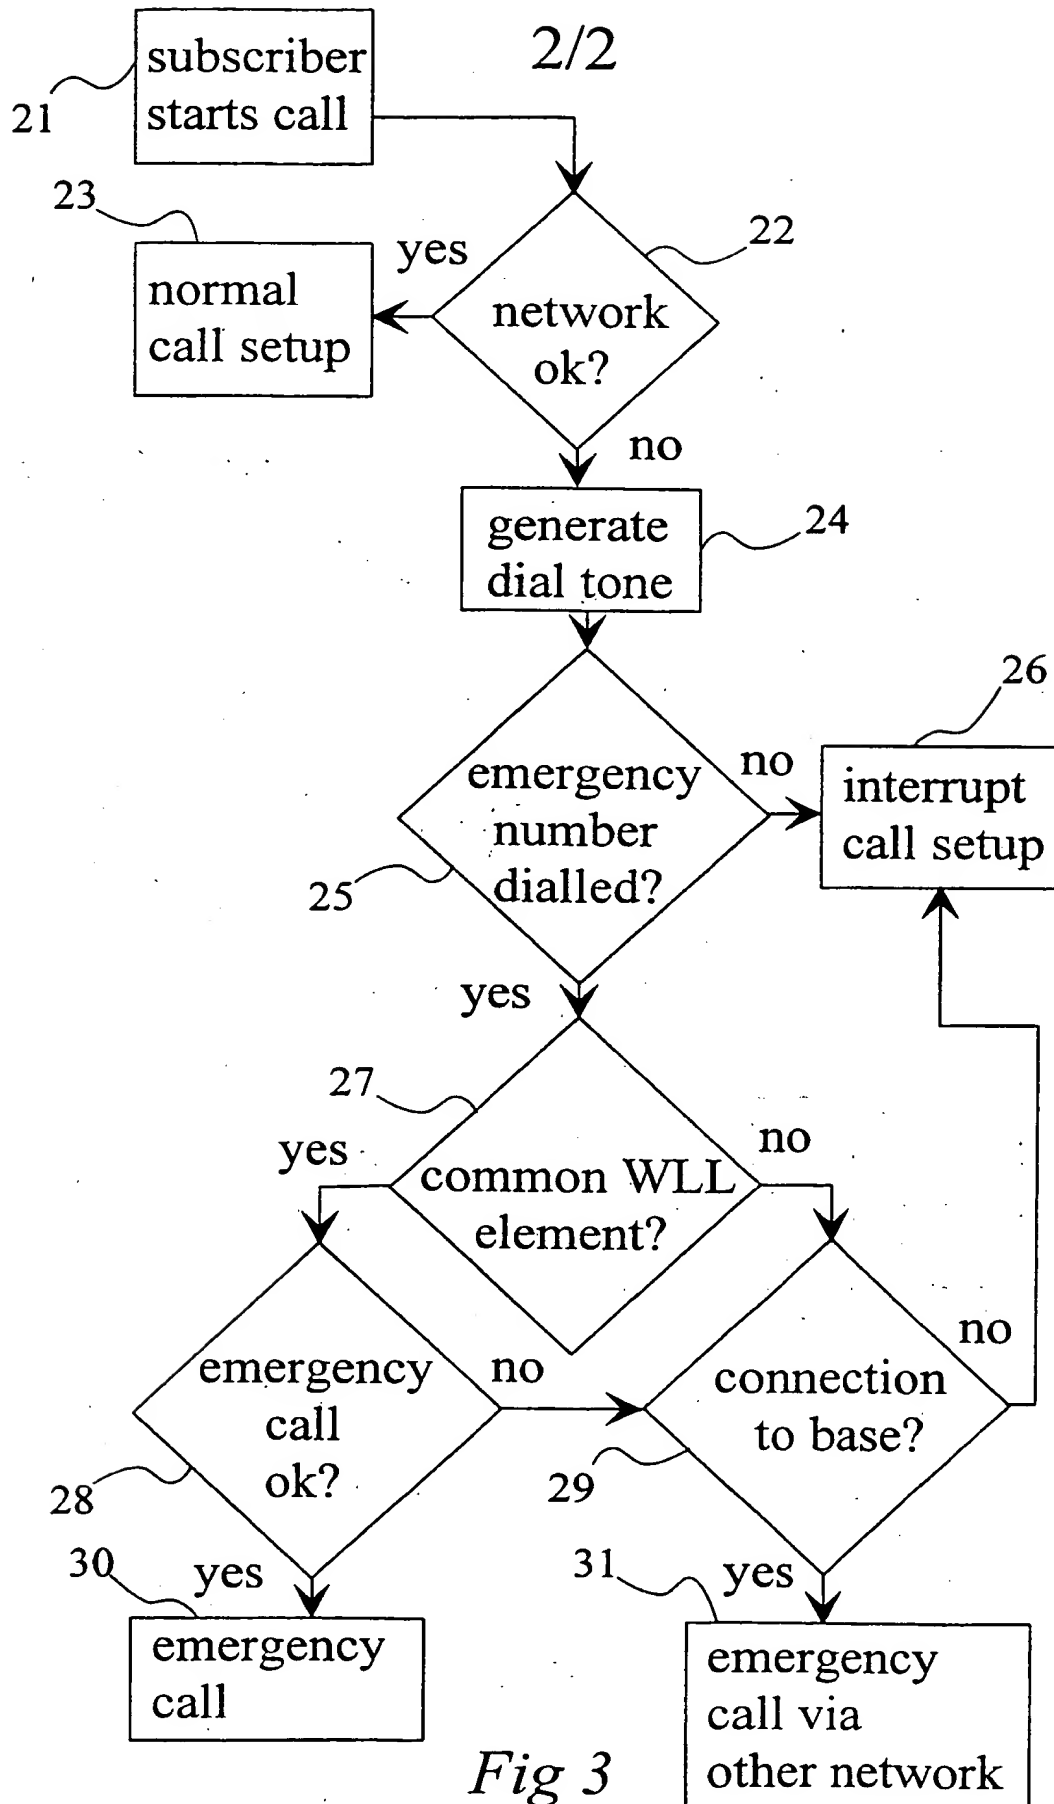 2/2
subscriber
starts call
21
23
yes
22
normal
call setup
network
ok?
no
generate
dial tone
24
26
emergency
number
dialled?
no
interrupt
call setup
25
yes
27
yes
no
common WLL
element?
emergency
call
ok?
no
connection
to base?
no
28
29
30
yes
31
yes
emergency
call
emergency
call via
other network
Fig 3